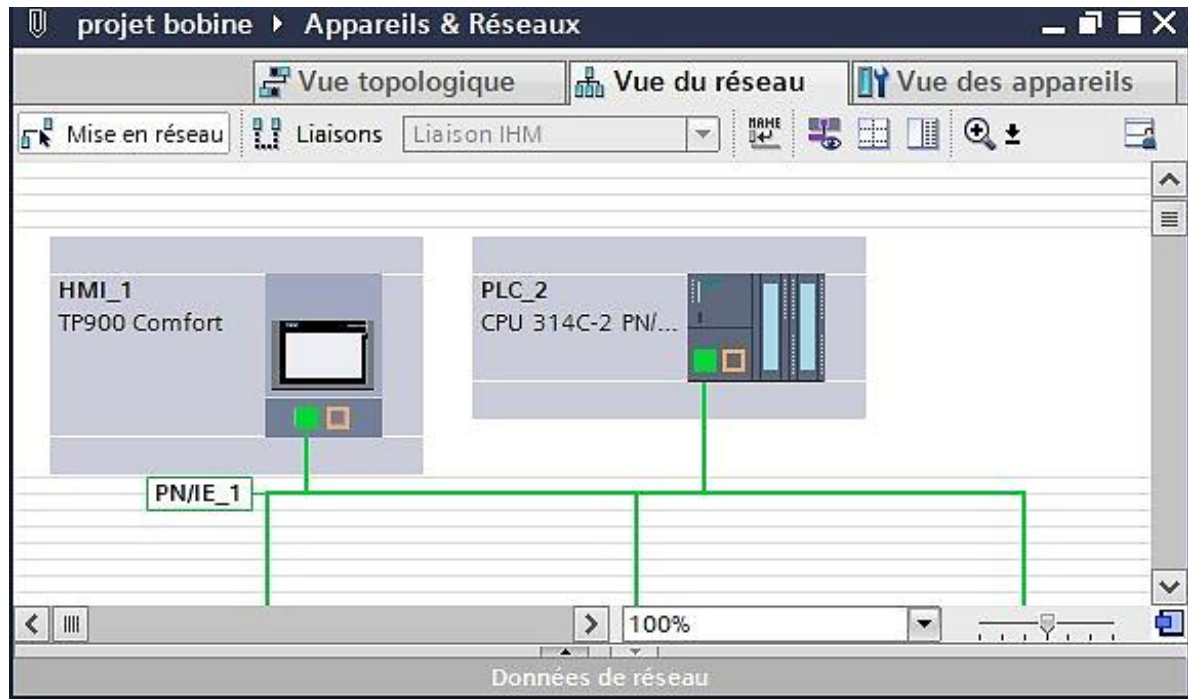 projet bobine ▸ Appareils & Réseaux
Vue topologique
Vue du réseau
Vue des appareils
Mise en réseau
Liaisons
Liaison IHM
NAME
HMI_1
TP900 Comfort
PLC_2
CPU 314C-2 PN/...
PN/IE_1
100%
Données de réseau